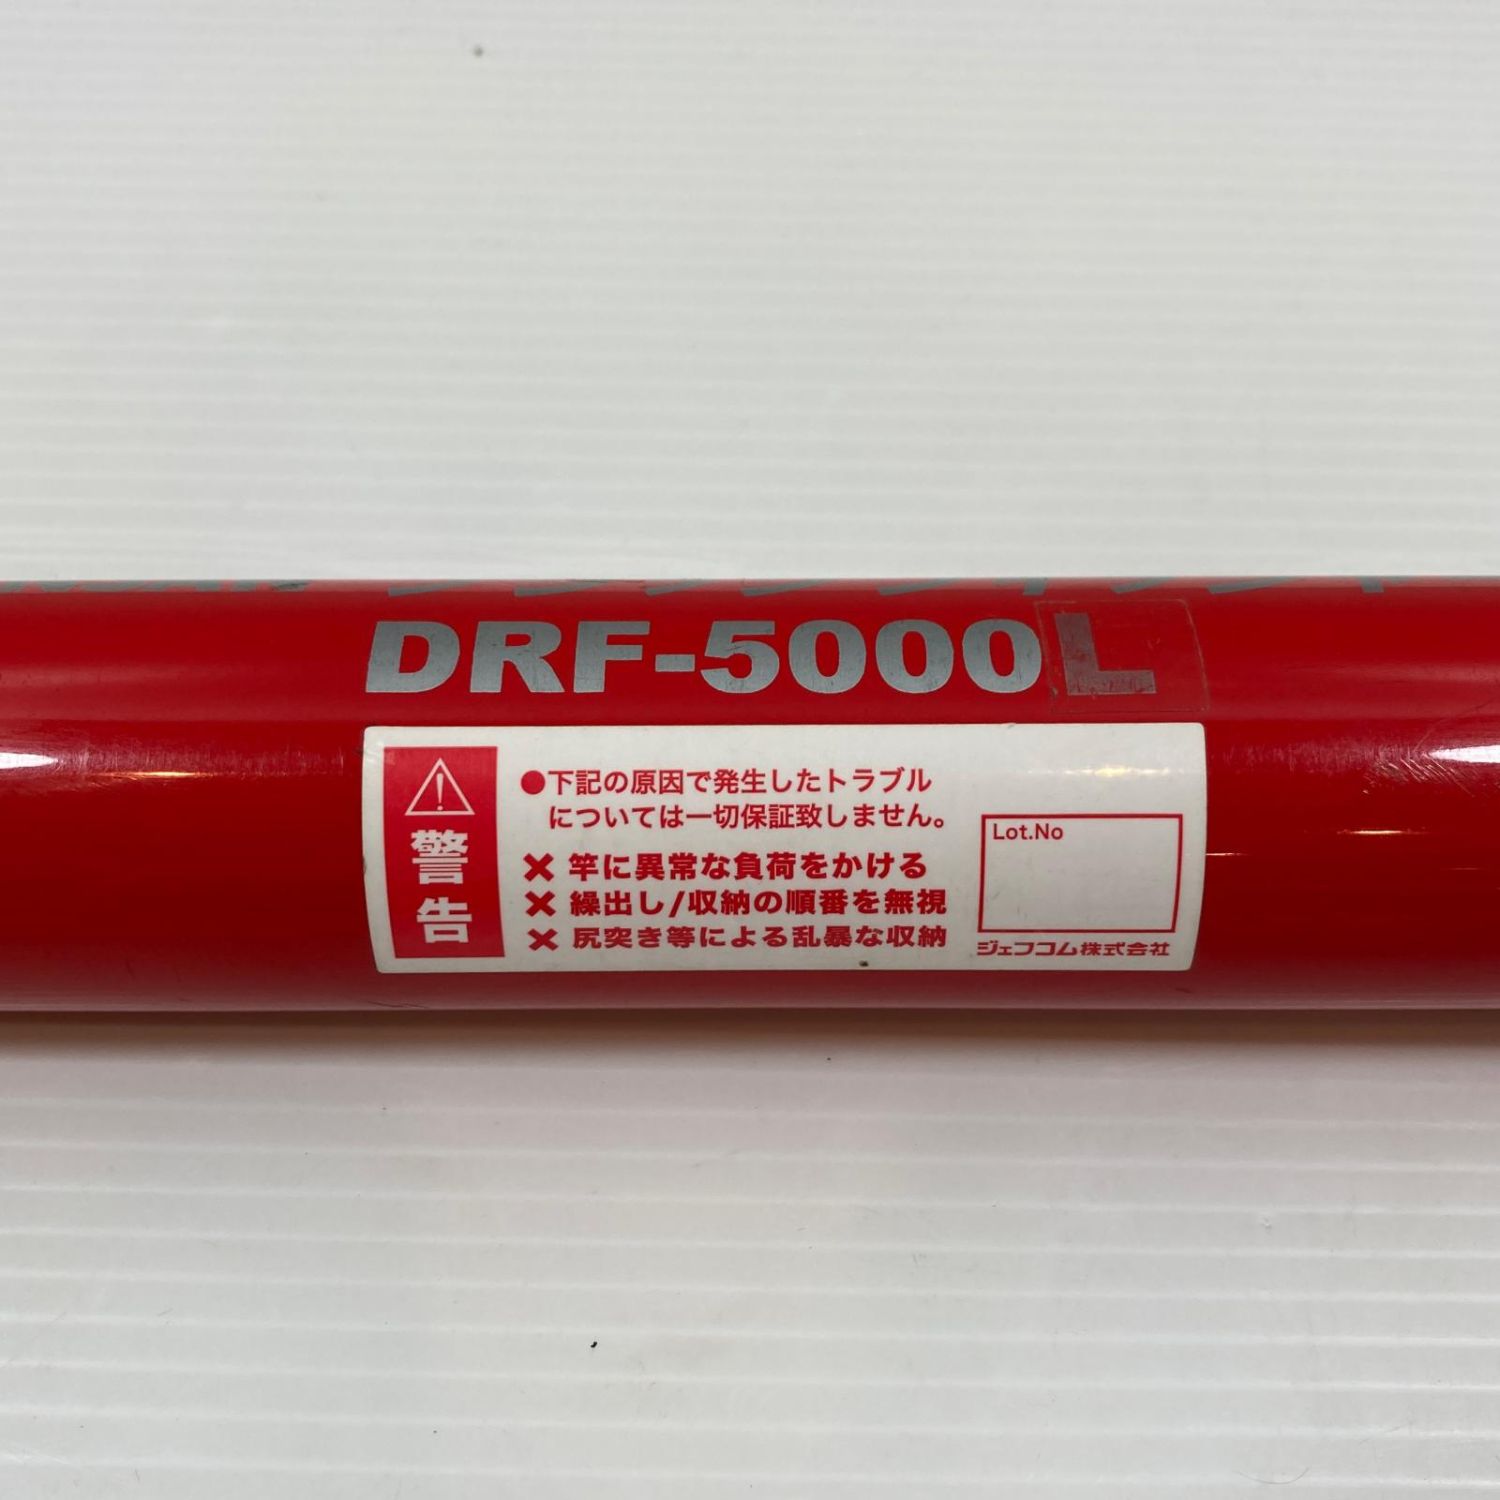 DRF-5000L
警告
●下記の原因で発生したトラブル
については一切保証致しません。
✕ 竿に異常な負荷をかける
✕ 繰出し/収納の順番を無視
✕ 尻突き等による乱暴な収納
Lot.No
ジェフコム株式会社